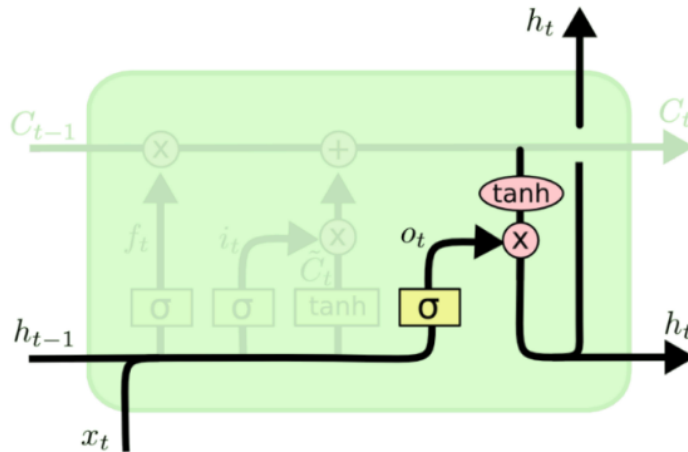 h_t
C_{t-1}
C_t
x
+
tanh
f_t
i_t
x
o_t
x
C̃_t
σ
σ
tanh
σ
h_{t-1}
h_t
x_t